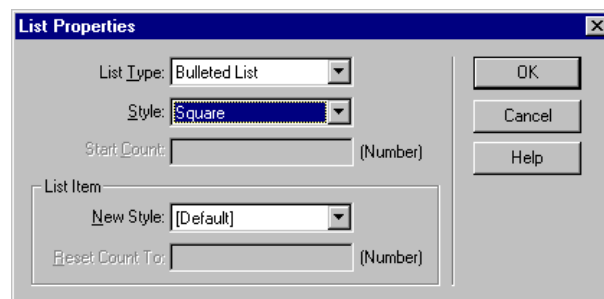 List Properties
List Type: Bulleted List
OK
Style: Square
Cancel
Start Count: (Number)
Help
List Item
New Style: [Default]
Reset Count To: (Number)